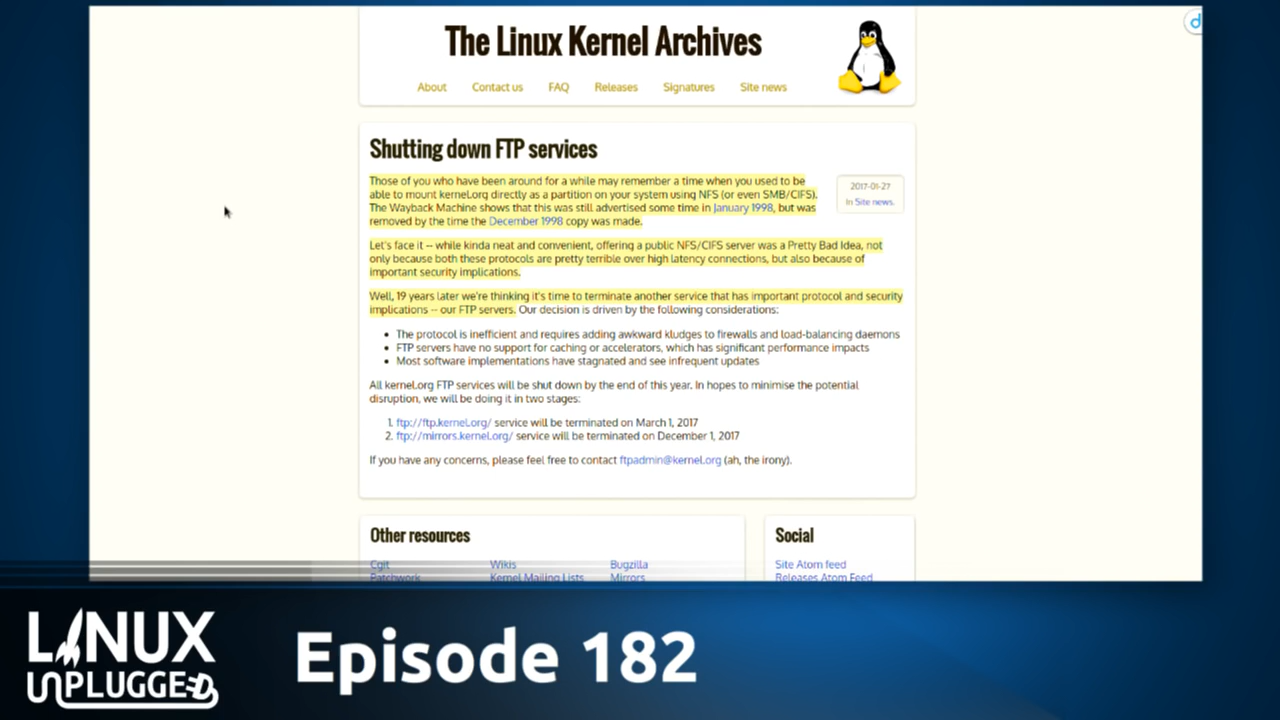 The Linux Kernel Archives
About Contact us FAQ Releases Signatures Site news
Shutting down FTP services
Those of you who have been around for a while may remember a time when you used to be
able to mount kernel.org directly as a partition on your system using NFS (or even SMB/CIFS).
The Wayback Machine shows that this was still advertised some time in January 1998, but was
removed by the time the December 1998 copy was made.
2017-01-27
In Site news.
Let's face it -- while kinda neat and convenient, offering a public NFS/CIFS server was a Pretty Bad Idea, not
only because both these protocols are pretty terrible over high latency connections, but also because of
important security implications.
Well, 19 years later we're thinking it's time to terminate another service that has important protocol and security
implications -- our FTP servers. Our decision is driven by the following considerations:
• The protocol is inefficient and requires adding awkward kludges to firewalls and load-balancing daemons
• FTP servers have no support for caching or accelerators, which has significant performance impacts
• Most software implementations have stagnated and see infrequent updates
All kernel.org FTP services will be shut down by the end of this year. In hopes to minimise the potential
disruption, we will be doing it in two stages:
1. ftp://ftp.kernel.org/ service will be terminated on March 1, 2017
2. ftp://mirrors.kernel.org/ service will be terminated on December 1, 2017
If you have any concerns, please feel free to contact ftpadmin@kernel.org (ah, the irony).
Other resources
Cgit Wikis Bugzilla
Patchwork Kernel Mailing Lists Mirrors
Social
Site Atom feed
Releases Atom Feed
LINUX
UNPLUGGED
Episode 182